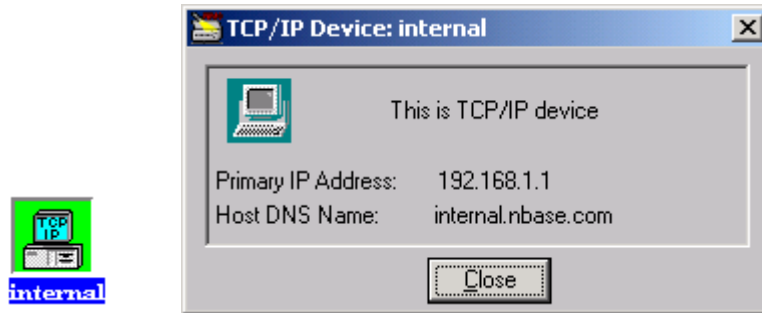 TCP/IP Device: internal
This is TCP/IP device
Primary IP Address: 192.168.1.1
Host DNS Name: internal.nbase.com
Close
TCP
IP
internal